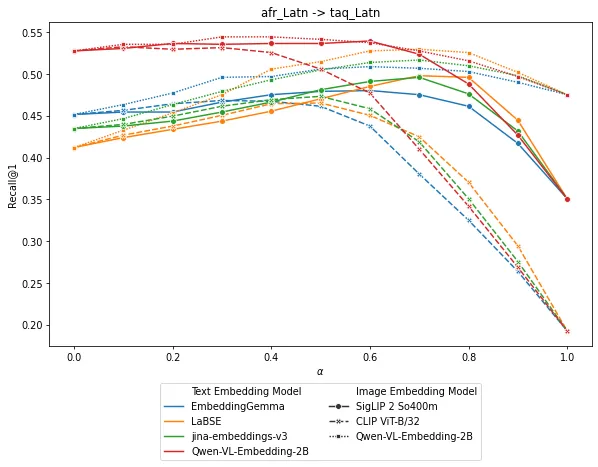 afr_Latn -> taq_Latn
Recall@1
0.55
0.50
0.45
0.40
0.35
0.30
0.25
0.20
0.0 0.2 0.4 0.6 0.8 1.0
α
Text Embedding Model
EmbeddingGemma
LaBSE
jina-embeddings-v3
Qwen-VL-Embedding-2B
Image Embedding Model
SigLIP 2 So400m
CLIP ViT-B/32
Qwen-VL-Embedding-2B